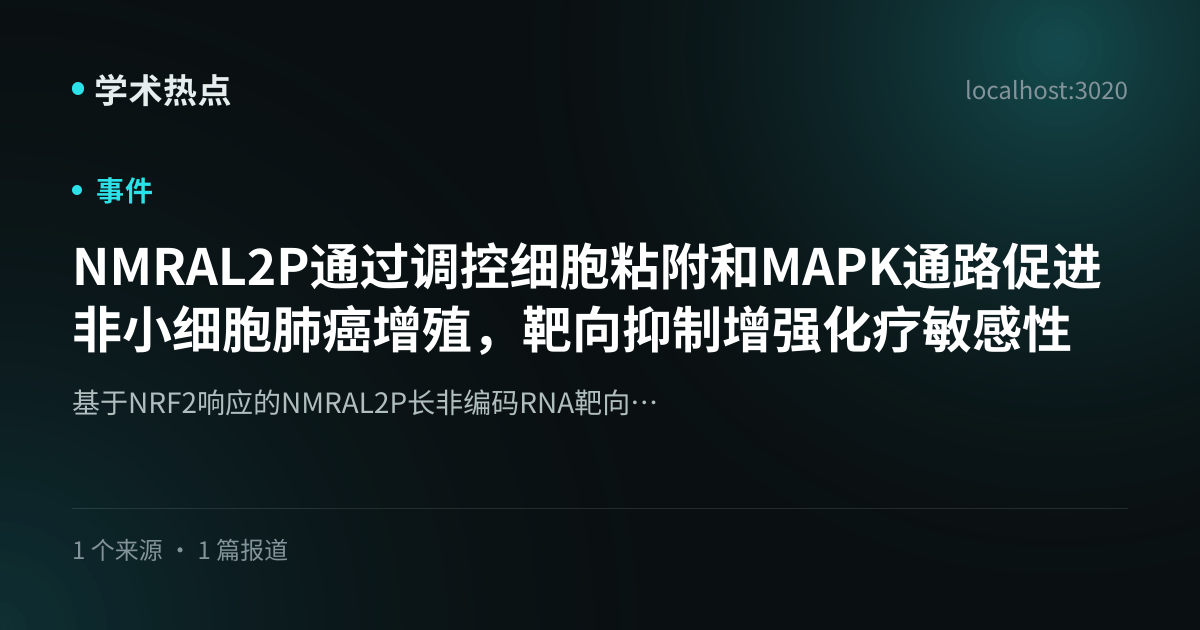 学术热点
localhost:3020
事件
NMRAL2P通过调控细胞粘附和MAPK通路促进
非小细胞肺癌增殖，靶向抑制增强化疗敏感性
基于NRF2响应的NMRAL2P长非编码RNA靶向…
1 个来源 · 1 篇报道